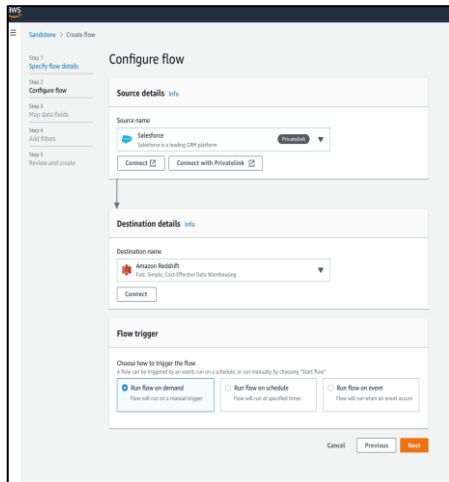 aws
Sandstone > Create flow
Step 1
Specify flow details
Step 2
Configure flow
Step 3
Map data fields
Step 4
Add filters
Step 5
Review and create
Configure flow
Source details Info
Source name
Salesforce
Salesforce is a leading CRM platform
Privatelink
Connect
Connect with Privatelink
Destination details Info
Destination name
Amazon Redshift
Fast, Simple, Cost-Effective Data Warehousing
Connect
Flow trigger
Choose how to trigger the flow
A flow can be triggered by an event, run on a schedule, or run manually by choosing "Start flow".
Run flow on demand
Flow will run on a manual trigger
Run flow on schedule
Flow will run at specified times
Run flow on event
Flow will run when an event occurs
Cancel
Previous
Next